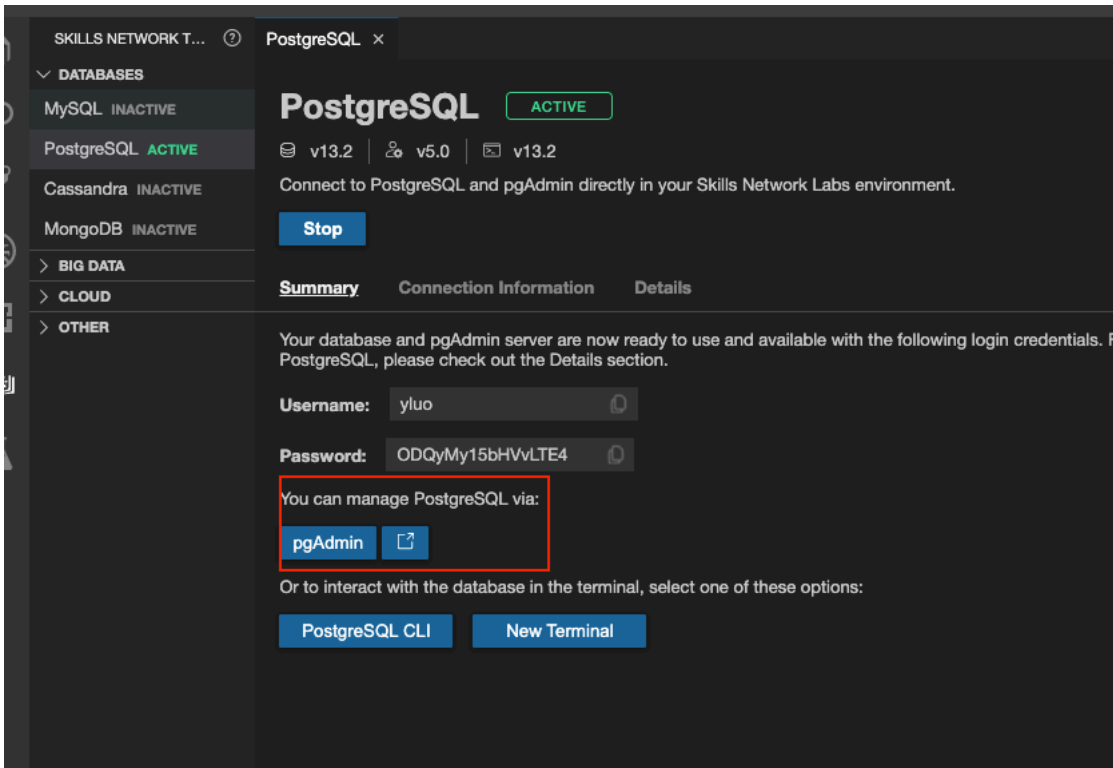 SKILLS NETWORK T...
DATABASES
MySQL INACTIVE
PostgreSQL ACTIVE
Cassandra INACTIVE
MongoDB INACTIVE
BIG DATA
CLOUD
OTHER
PostgreSQL ×
PostgreSQL ACTIVE
v13.2 v5.0 v13.2
Connect to PostgreSQL and pgAdmin directly in your Skills Network Labs environment.
Stop
Summary Connection Information Details
Your database and pgAdmin server are now ready to use and available with the following login credentials.
PostgreSQL, please check out the Details section.
Username: yluo
Password: ODQyMy15bHVvLTE4
You can manage PostgreSQL via:
pgAdmin
Or to interact with the database in the terminal, select one of these options:
PostgreSQL CLI New Terminal